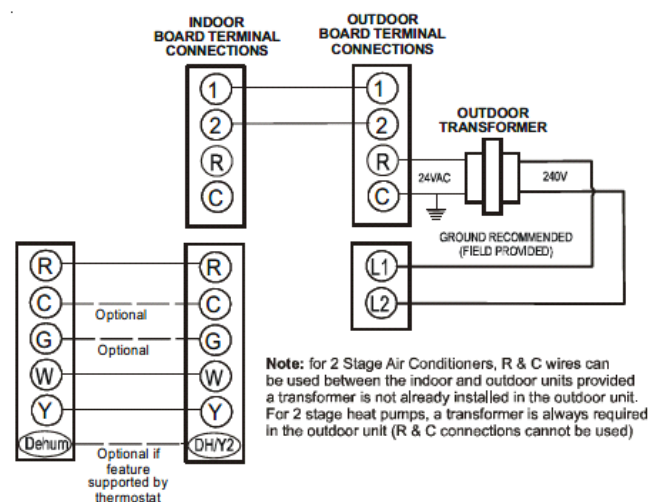 INDOOR
BOARD TERMINAL
CONNECTIONS
OUTDOOR
BOARD TERMINAL
CONNECTIONS
1
2
R
C
1
2
R
C
OUTDOOR
TRANSFORMER
24VAC
240V
GROUND RECOMMENDED
(FIELD PROVIDED)
L1
L2
R
C
G
W
Y
Dehum
Optional
Optional
Optional if
feature
supported by
thermostat
R
C
G
W
Y
DH/Y2
Note: for 2 Stage Air Conditioners, R & C wires can
be used between the indoor and outdoor units provided
a transformer is not already installed in the outdoor unit.
For 2 stage heat pumps, a transformer is always required
in the outdoor unit (R & C connections cannot be used)